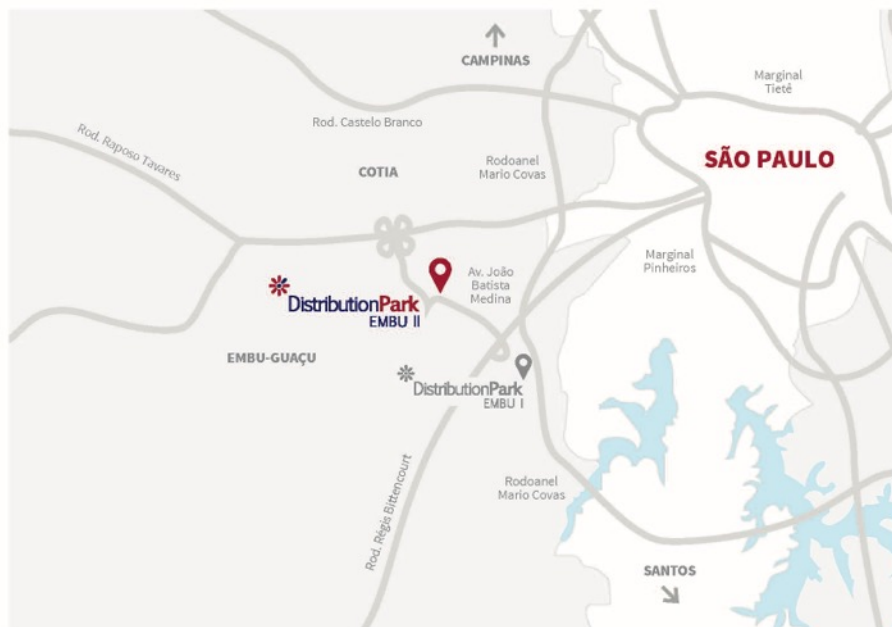 CAMPINAS
Marginal
Tieté
Rod. Castelo Branco
Rod. Raposo Tavares
Rodoanel
Mario Covas
SÃO PAULO
COTIA
Marginal
Pinheiros
Av. João
Batista
Medina
DistributionPark
EMBU II
EMBU-GUAÇU
DistributionPark
EMBU I
Rod. Régis Bittencourt
Rodoanel
Mario Covas
SANTOS